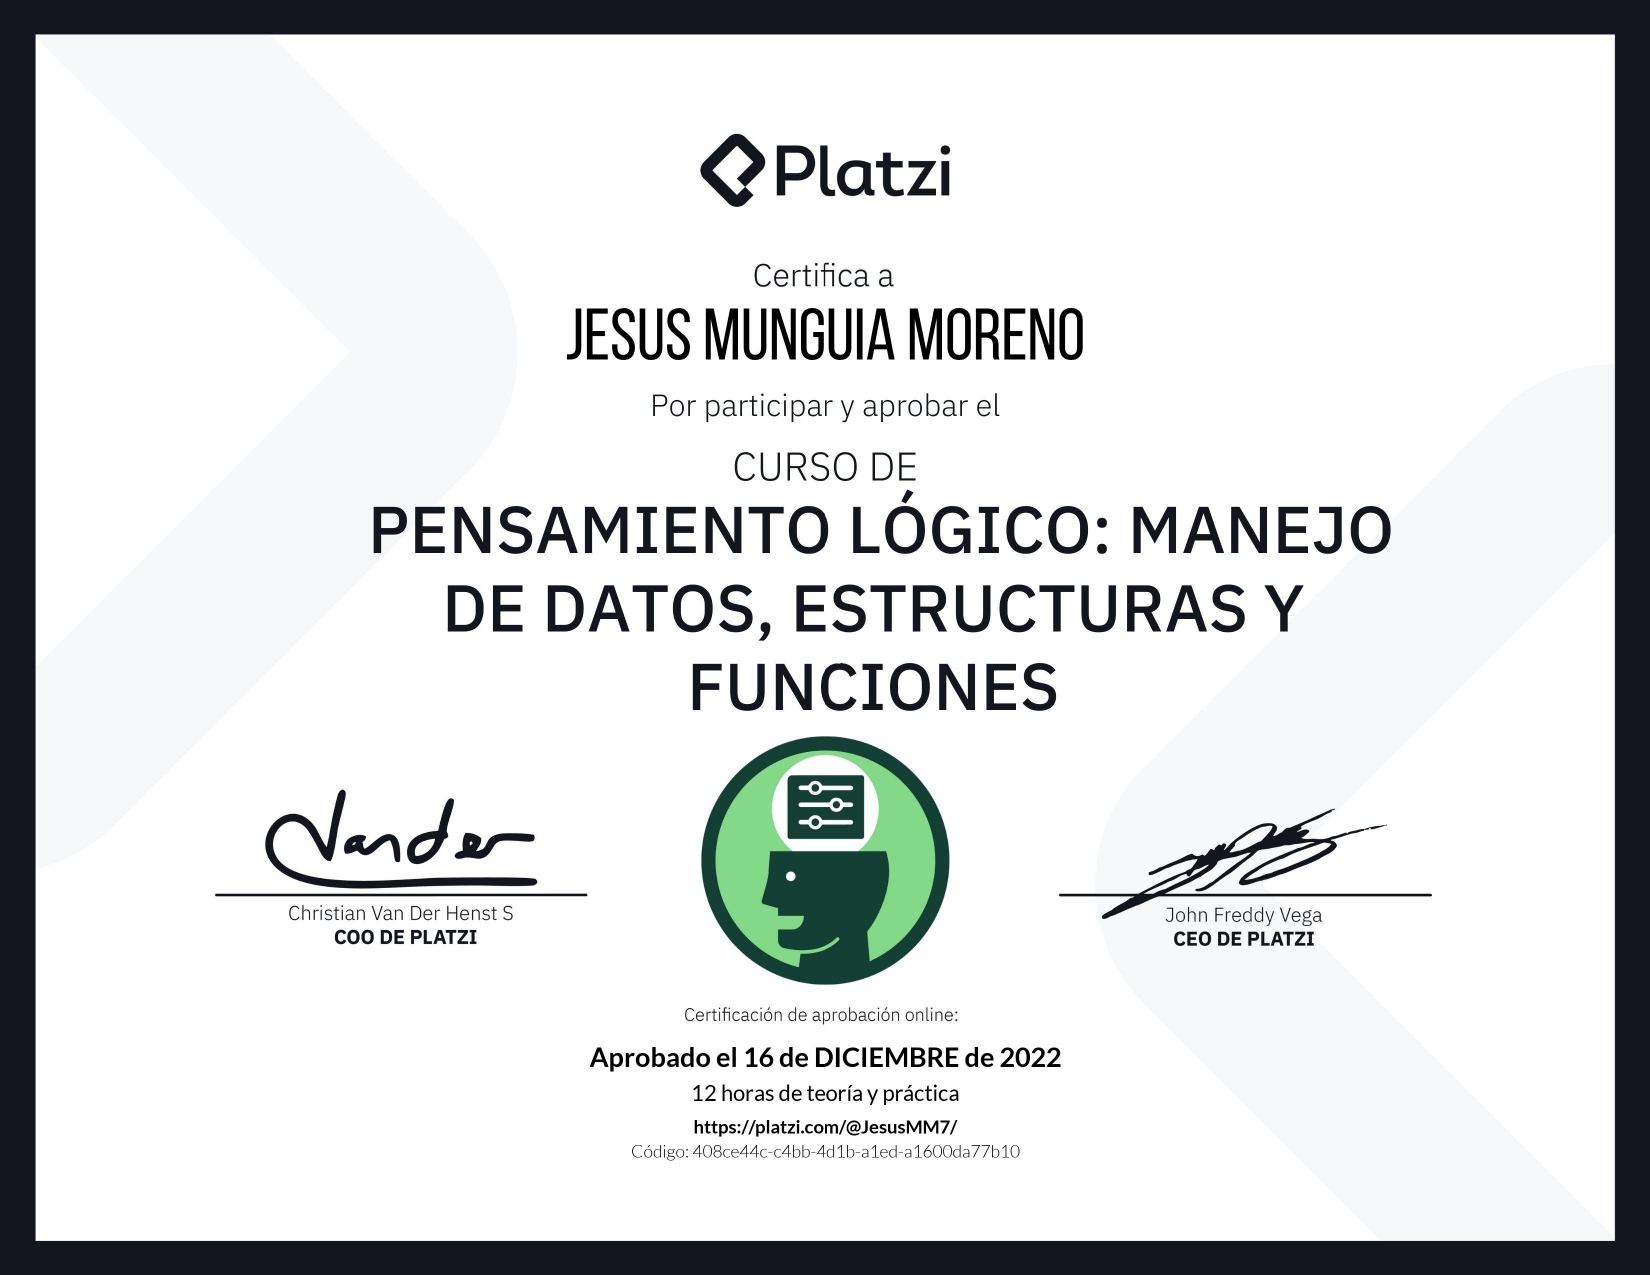 Platzi
Certifica a
JESUS MUNGUIA MORENO
Por participar y aprobar el
CURSO DE
PENSAMIENTO LÓGICO: MANEJO
DE DATOS, ESTRUCTURAS Y
FUNCIONES
Vander
Christian Van Der Henst S
COO DE PLATZI
John Freddy Vega
CEO DE PLATZI
Certificación de aprobación online:
Aprobado el 16 de DICIEMBRE de 2022
12 horas de teoría y práctica
https://platzi.com/@JesusMM7/
Código: 408ce44c-c4bb-4d1b-a1ed-a1600da77b10